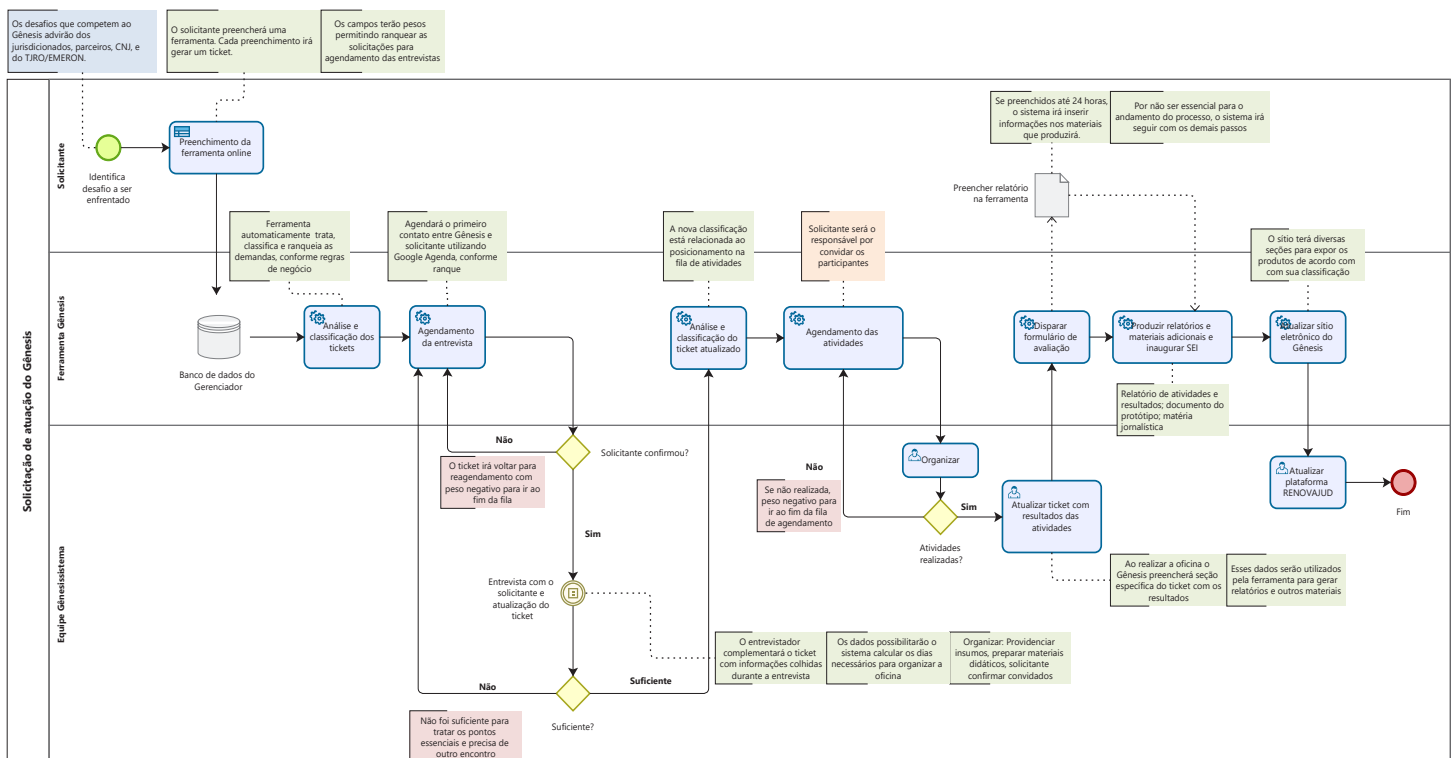 Os desafios que competem ao
Gênesis advirão dos
jurisdicionados, parceiros, CNJ, e
do TJRO/EMERON.
O solicitante preencherá uma
ferramenta. Cada preenchimento irá
gerar um ticket.
Os campos terão pesos
permitindo ranquear as
solicitações para
agendamento das entrevistas
Solicitação de atuação do Gênesis
Solicitante
Identifica
desafio a ser
enfrentado
Preenchimento da
ferramenta online
Se preenchidos até 24 horas,
o sistema irá inserir
informações nos materiais
que produzirá.
Por não ser essencial para o
andamento do processo, o sistema irá
seguir com os demais passos
Preencher relatório
na ferramenta
Ferramenta
automaticamente trata,
classifica e ranqueia as
demandas, conforme regras
de negócio
Agendará o primeiro
contato entre Gênesis e
solicitante utilizando
Google Agenda, conforme
ranque
A nova classificação
está relacionada ao
posicionamento na
fila de atividades
Solicitante será o
responsável por
convidar os
participantes
O sítio terá diversas
seções para expor os
produtos de acordo com
com sua classificação
Ferramenta Gênesis
Banco de dados do
Gerenciador
Análise e
classificação dos
tickets
Agendamento
da entrevista
Análise e
classificação do
ticket atualizado
Agendamento das
atividades
Disparar
formulário de
avaliação
Produzir relatórios e
materiais adicionais e
inaugurar SEI
Atualizar sítio
eletrônico do
Gênesis
Relatório de atividades e
resultados; documento do
protótipo; matéria
jornalística
Equipe Gênesissistema
Não
Solicitante confirmou?
O ticket irá voltar para
reagendamento com
peso negativo para ir ao
fim da fila
Sim
Entrevista com o
solicitante e
atualização do
ticket
Não
Suficiente
Suficiente?
Não foi suficiente para
tratar os pontos
essenciais e precisa de
outro encontro
Organizar
Não
Se não realizada,
peso negativo para
ir ao fim da fila
de agendamento
Sim
Atividades
realizadas?
Atualizar ticket com
resultados das
atividades
Atualizar
plataforma
RENOVAJUD
Fim
Ao realizar a oficina o
Gênesis preencherá seção
específica do ticket com os
resultados
Esses dados serão utilizados
pela ferramenta para gerar
relatórios e outros materiais
O entrevistador
complementará o ticket
com informações colhidas
durante a entrevista
Os dados possibilitarão o
sistema calcular os dias
necessários para organizar a
oficina
Organizar: Providenciar
insumos, preparar materiais
didáticos, solicitante
confirmar convidados